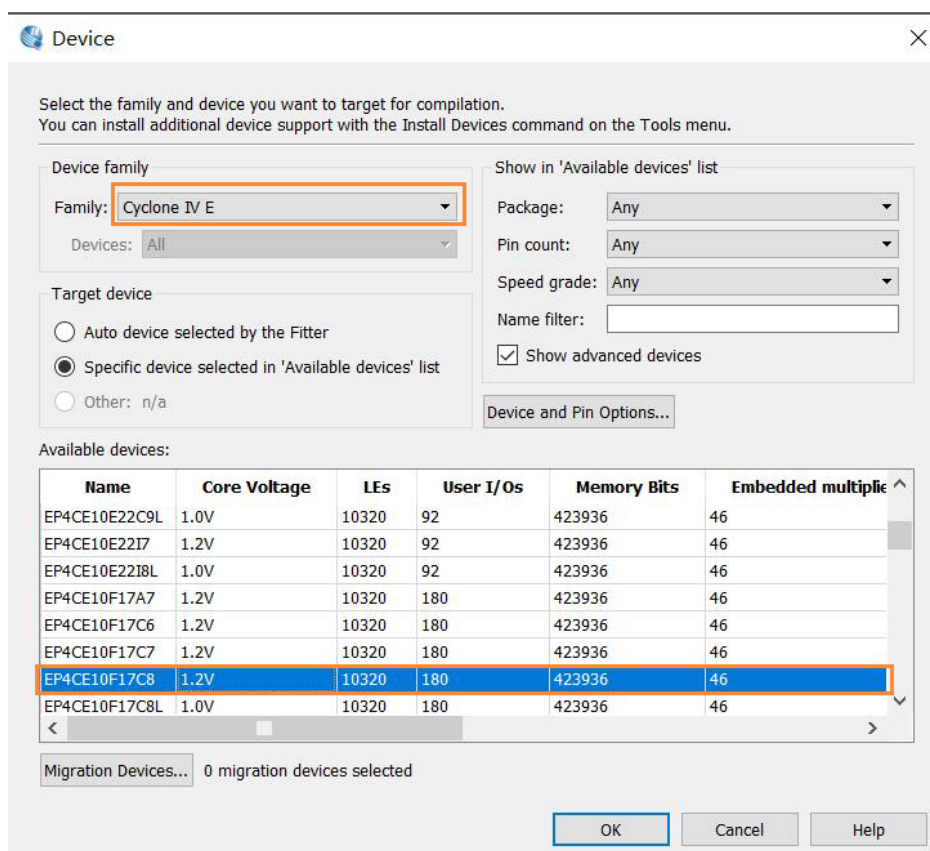 Device
Select the family and device you want to target for compilation.
You can install additional device support with the Install Devices command on the Tools menu.
Device family
Family: Cyclone IV E
Devices: All
Show in 'Available devices' list
Package: Any
Pin count: Any
Speed grade: Any
Name filter:
Show advanced devices
Target device
Auto device selected by the Fitter
Specific device selected in 'Available devices' list
Other: n/a
Device and Pin Options...
Available devices:
Name Core Voltage LEs User I/Os Memory Bits Embedded multiplie
EP4CE10E22C9L 1.0V 10320 92 423936 46
EP4CE10E22I7 1.2V 10320 92 423936 46
EP4CE10E22I8L 1.0V 10320 92 423936 46
EP4CE10F17A7 1.2V 10320 180 423936 46
EP4CE10F17C6 1.2V 10320 180 423936 46
EP4CE10F17C7 1.2V 10320 180 423936 46
EP4CE10F17C8 1.2V 10320 180 423936 46
EP4CE10F17C8L 1.0V 10320 180 423936 46
Migration Devices... 0 migration devices selected
OK Cancel Help